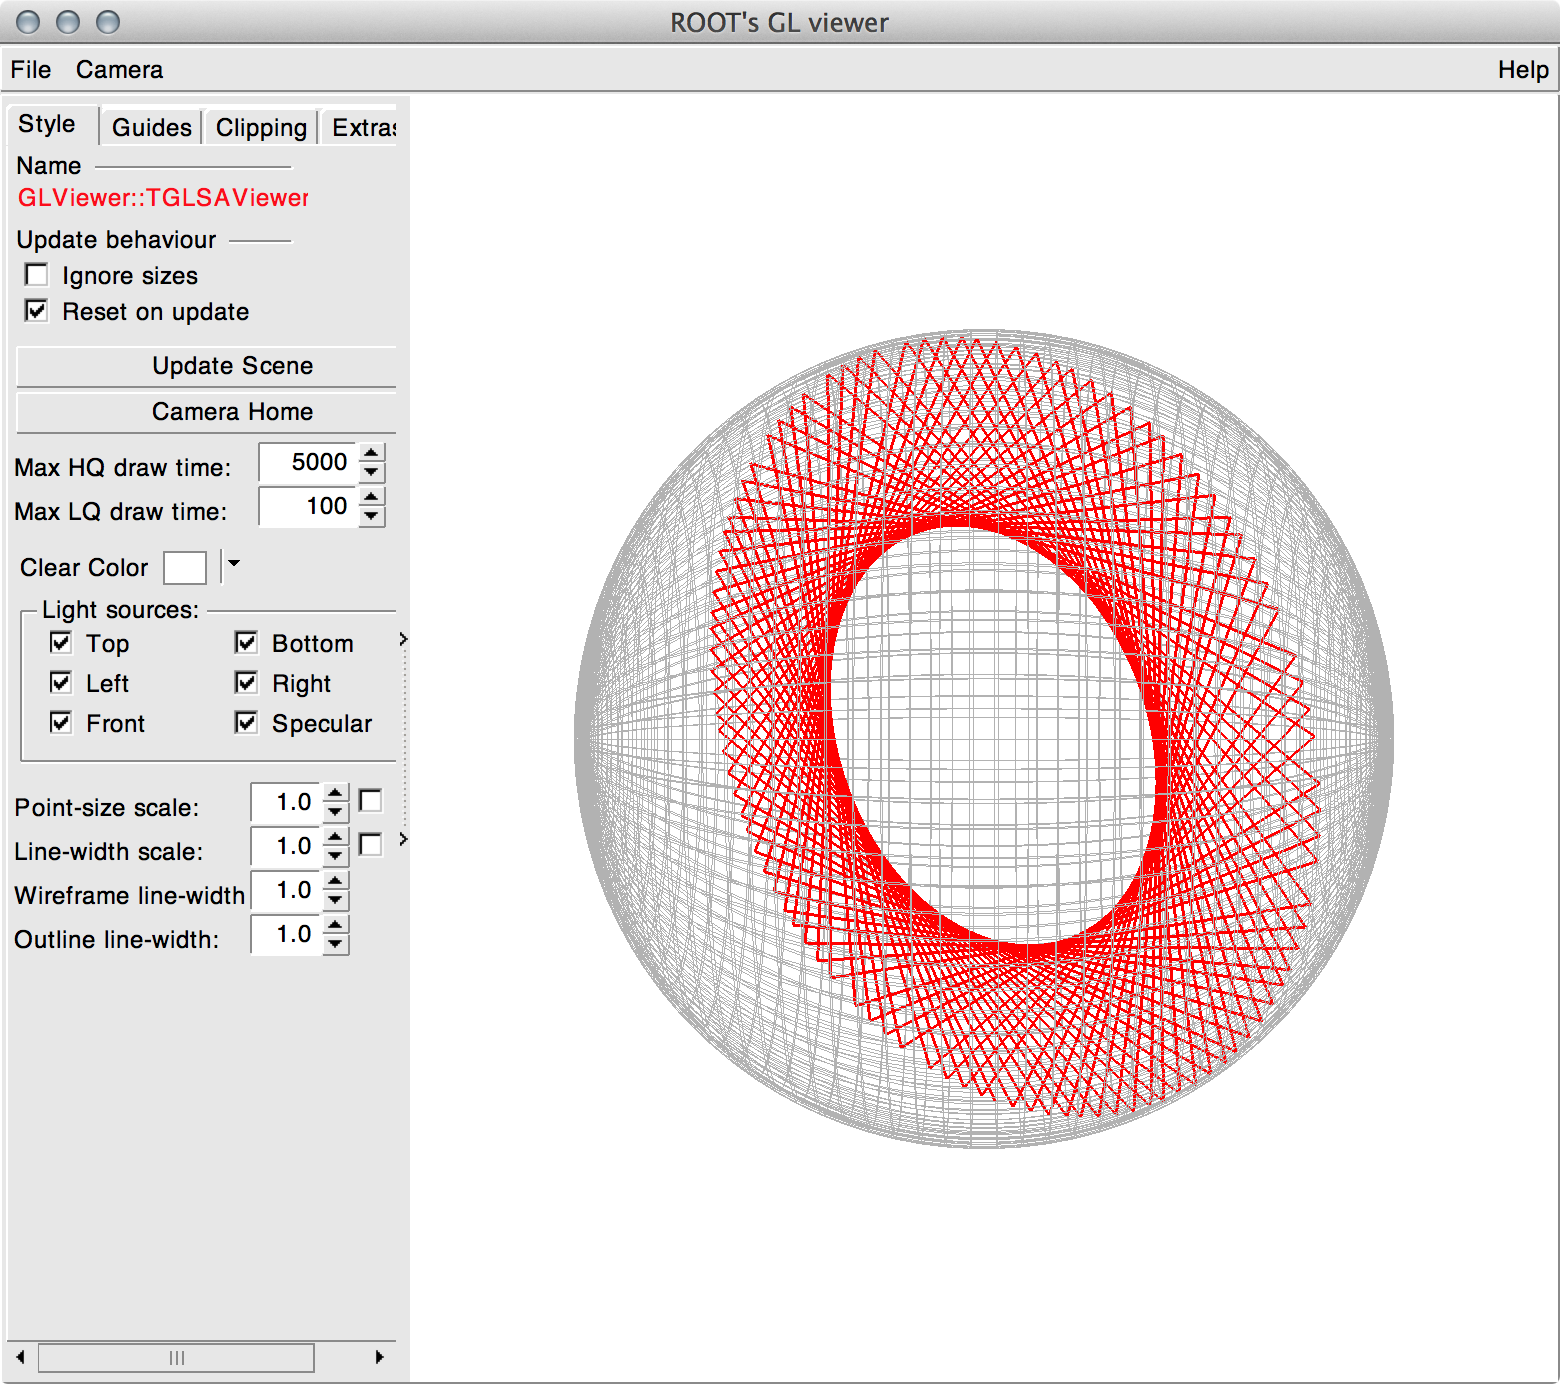 ROOT's GL viewer
File Camera Help
Style Guides Clipping Extras
Name
GLViewer::TGLSAViewer
Update behaviour
Ignore sizes
Reset on update
Update Scene
Camera Home
Max HQ draw time: 5000
Max LQ draw time: 100
Clear Color
Light sources:
Top Bottom
Left Right
Front Specular
Point-size scale: 1.0
Line-width scale: 1.0
Wireframe line-width 1.0
Outline line-width: 1.0